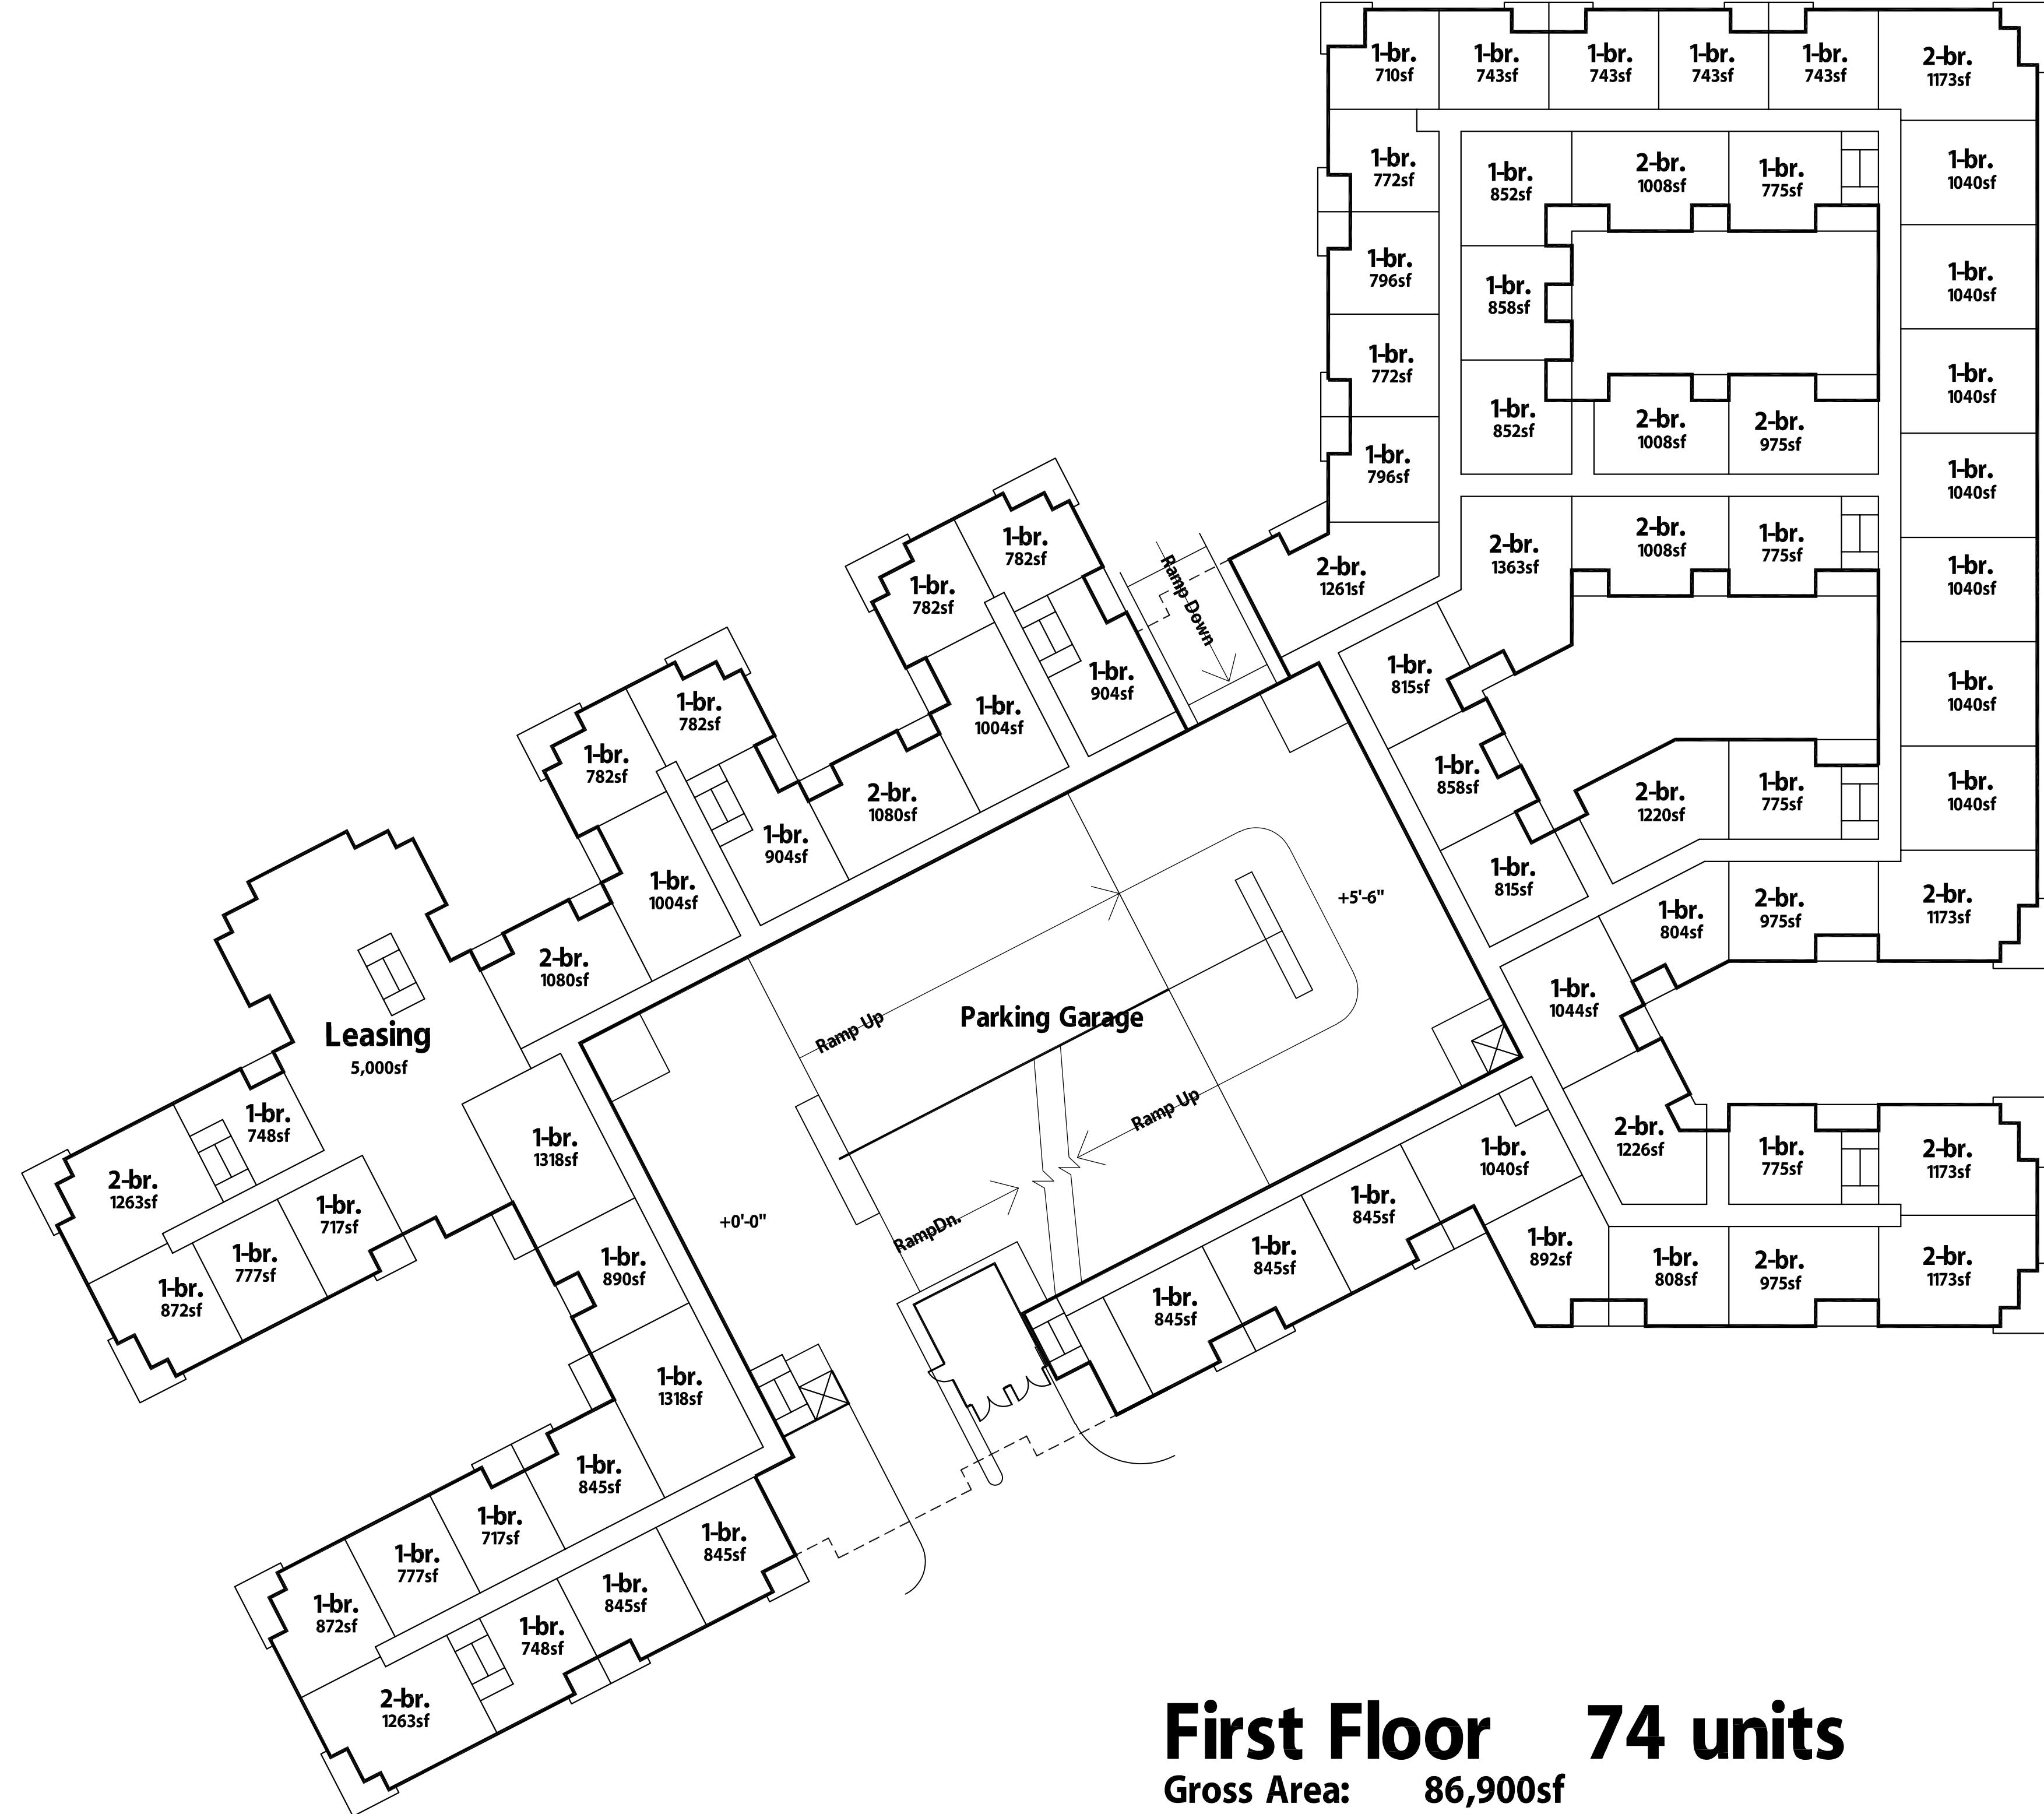 1-br.
710sf
1-br.
743sf
1-br.
743sf
1-br.
743sf
1-br.
743sf
2-br.
1173sf
1-br.
772sf
1-br.
852sf
2-br.
1008sf
1-br.
775sf
1-br.
1040sf
1-br.
796sf
1-br.
858sf
1-br.
1040sf
1-br.
772sf
1-br.
852sf
2-br.
1008sf
2-br.
975sf
1-br.
1040sf
1-br.
796sf
1-br.
1040sf
2-br.
1261sf
2-br.
1363sf
2-br.
1008sf
1-br.
775sf
1-br.
1040sf
1-br.
782sf
1-br.
782sf
Ramp Down
1-br.
904sf
1-br.
1004sf
1-br.
815sf
1-br.
1040sf
1-br.
782sf
1-br.
782sf
1-br.
904sf
2-br.
1080sf
1-br.
858sf
2-br.
1220sf
1-br.
775sf
1-br.
1040sf
1-br.
1004sf
2-br.
1080sf
+5'-6"
1-br.
815sf
1-br.
804sf
2-br.
975sf
2-br.
1173sf
Leasing
5,000sf
Ramp Up
Parking Garage
1-br.
1044sf
Ramp Up
1-br.
748sf
2-br.
1263sf
1-br.
1318sf
1-br.
1040sf
2-br.
1226sf
1-br.
775sf
2-br.
1173sf
1-br.
717sf
1-br.
777sf
1-br.
872sf
1-br.
890sf
+0'-0"
RampDn.
1-br.
845sf
1-br.
845sf
1-br.
845sf
1-br.
892sf
1-br.
808sf
2-br.
975sf
2-br.
1173sf
1-br.
1318sf
1-br.
845sf
1-br.
717sf
1-br.
777sf
1-br.
872sf
1-br.
845sf
1-br.
845sf
1-br.
748sf
2-br.
1263sf
First Floor 74 units
Gross Area: 86,900sf